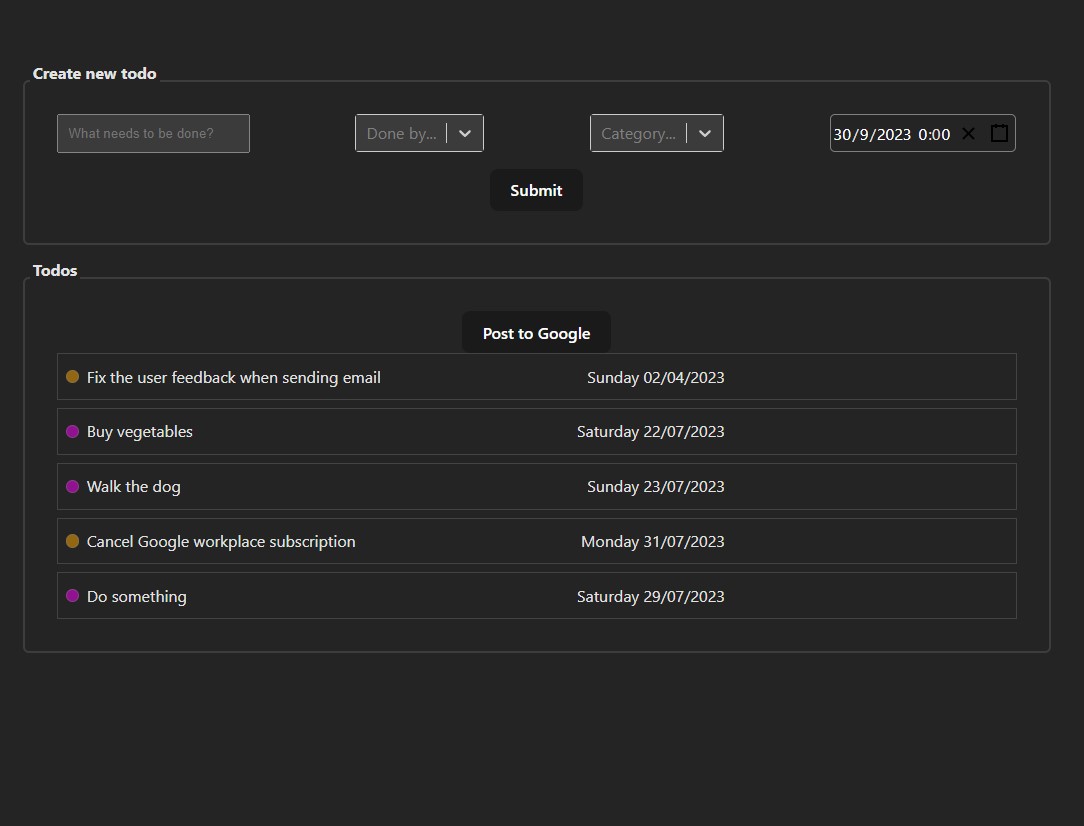 Create new todo
What needs to be done? Done by... Category... 30/9/2023 0:00
Submit
Todos
Post to Google
Fix the user feedback when sending email Sunday 02/04/2023
Buy vegetables Saturday 22/07/2023
Walk the dog Sunday 23/07/2023
Cancel Google workplace subscription Monday 31/07/2023
Do something Saturday 29/07/2023